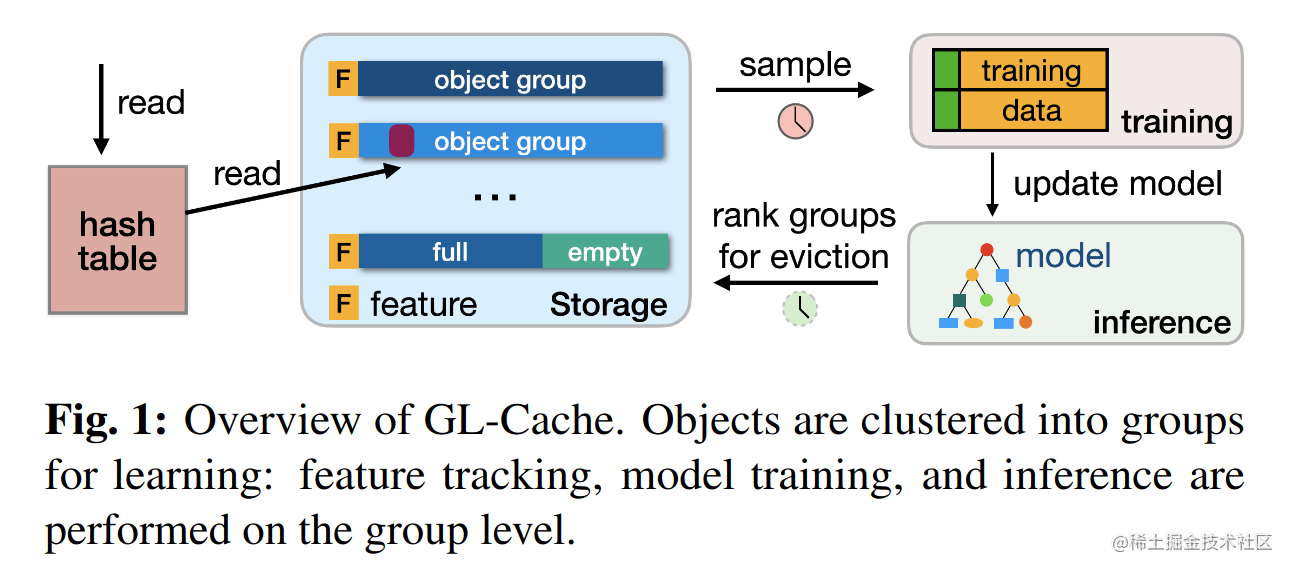 read
hash
table
read
F object group
F object group
...
F full empty
F feature Storage
sample
rank groups
for eviction
training
data
training
update model
model
inference
Fig. 1: Overview of GL-Cache. Objects are clustered into groups
for learning: feature tracking, model training, and inference are
performed on the group level.
@稀土掘金技术社区